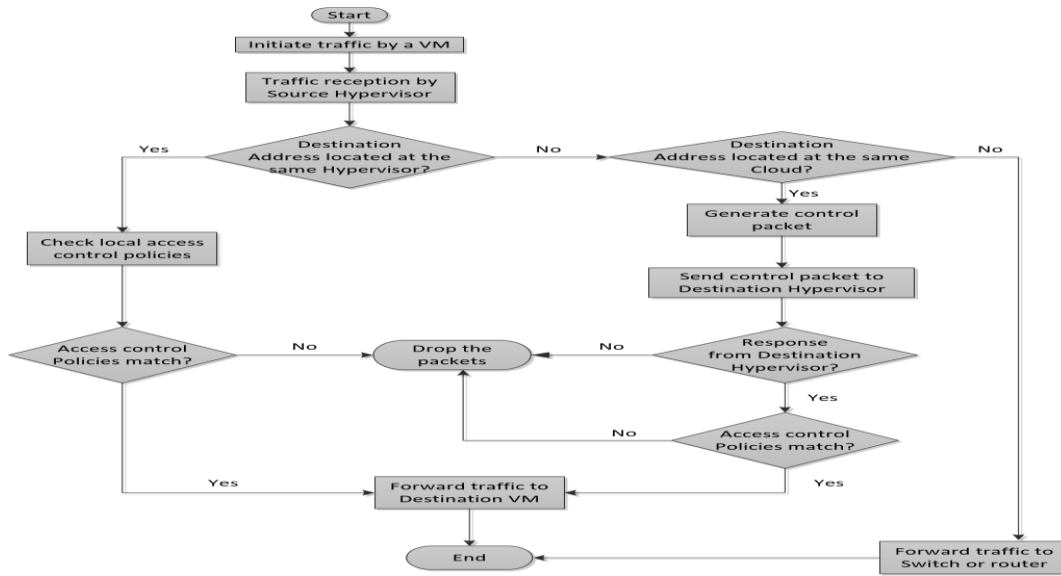 Start
Initiate traffic by a VM
Traffic reception by
Source Hypervisor
Destination
Address located at the
same Hypervisor?
Yes
No
Destination
Address located at the same
Cloud?
No
Yes
Generate control
packet
Check local access
control policies
Send control packet to
Destination Hypervisor
Access control
Policies match?
No
Drop the
packets
No
Response
from Destination
Hypervisor?
Yes
No
Access control
Policies match?
Yes
Forward traffic to
Destination VM
Yes
End
Forward traffic to
Switch or router